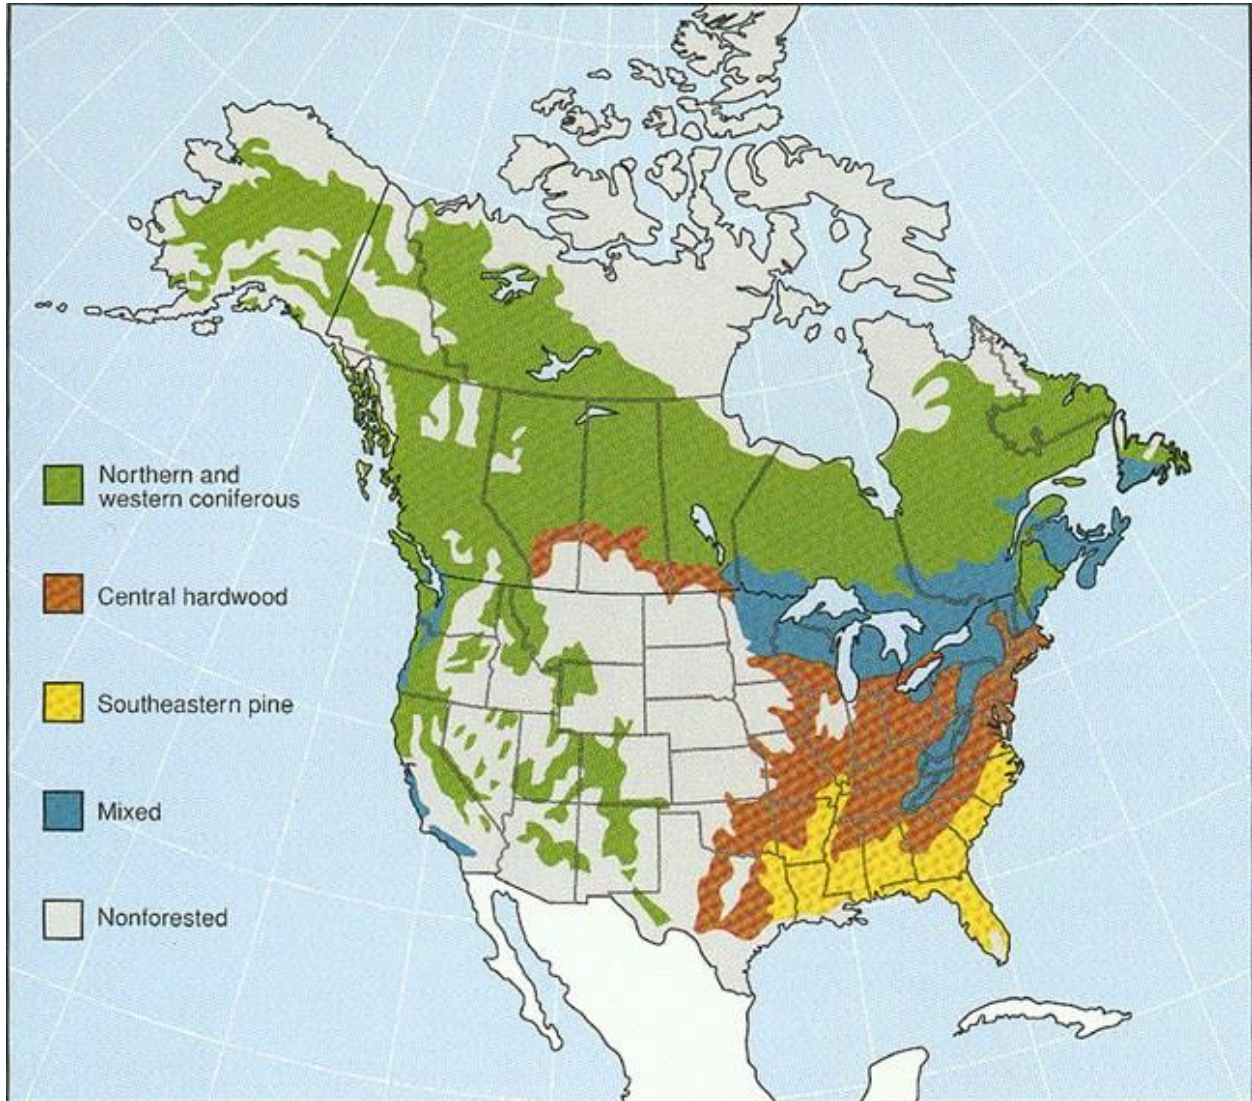 Northern and
western coniferous
Central hardwood
Southeastern pine
Mixed
Nonforested